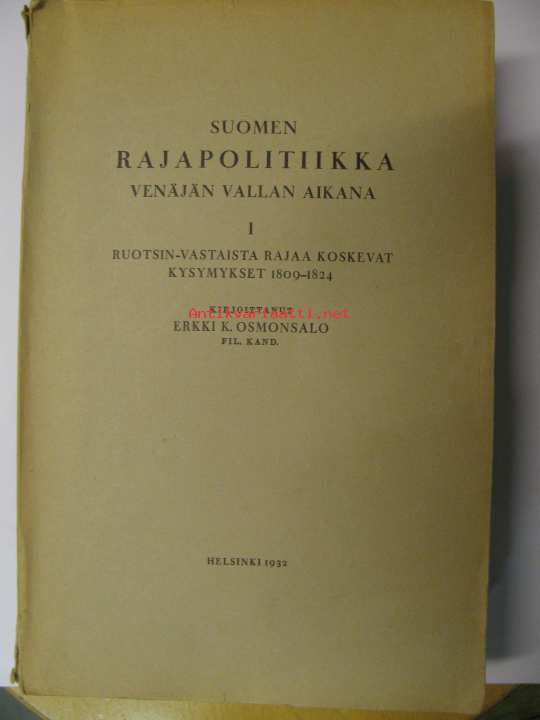 SUOMEN
RAJAPOLITIIKKA
VENÄJÄN VALLAN AIKANA
I
RUOTSIN-VASTAISTA RAJAA KOSKEVAT
KYSYMYKSET 1809–1824
KIRJOITTANUT
Antikvariaatti.net
ERKKI K. OSMONSALO
FIL. KAND.
HELSINKI 1932